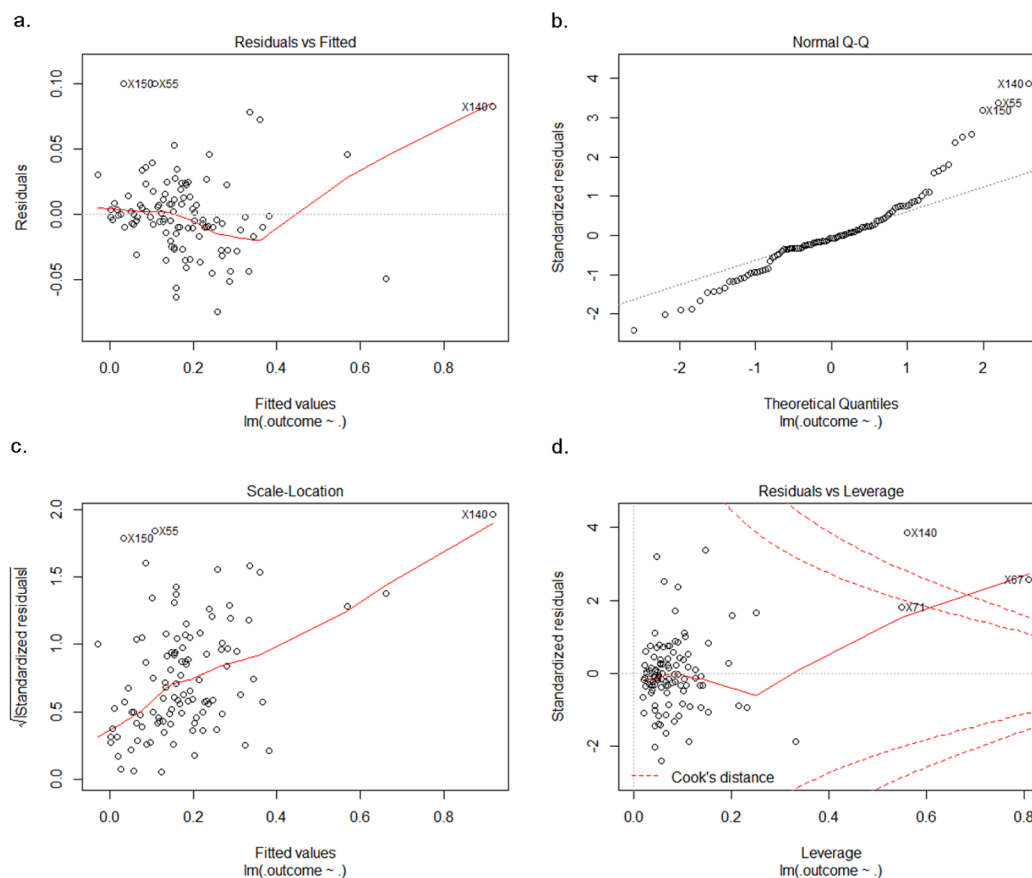 a.
Residuals vs Fitted
Residuals
0.10
0.05
0.00
-0.05
X150
X55
X140
0.0 0.2 0.4 0.6 0.8
Fitted values
lm(.outcome ~ .)
b.
Normal Q-Q
Standardized residuals
4
3
2
1
0
-1
-2
X140
X55
X150
-2 -1 0 1 2
Theoretical Quantiles
lm(.outcome ~ .)
c.
Scale-Location
√|Standardized residuals|
2.0
1.5
1.0
0.5
0.0
X150
X55
X140
0.0 0.2 0.4 0.6 0.8
Fitted values
lm(.outcome ~ .)
d.
Residuals vs Leverage
Standardized residuals
4
2
0
-2
X140
X67
X71
Cook's distance
0.0 0.2 0.4 0.6 0.8
Leverage
lm(.outcome ~ .)